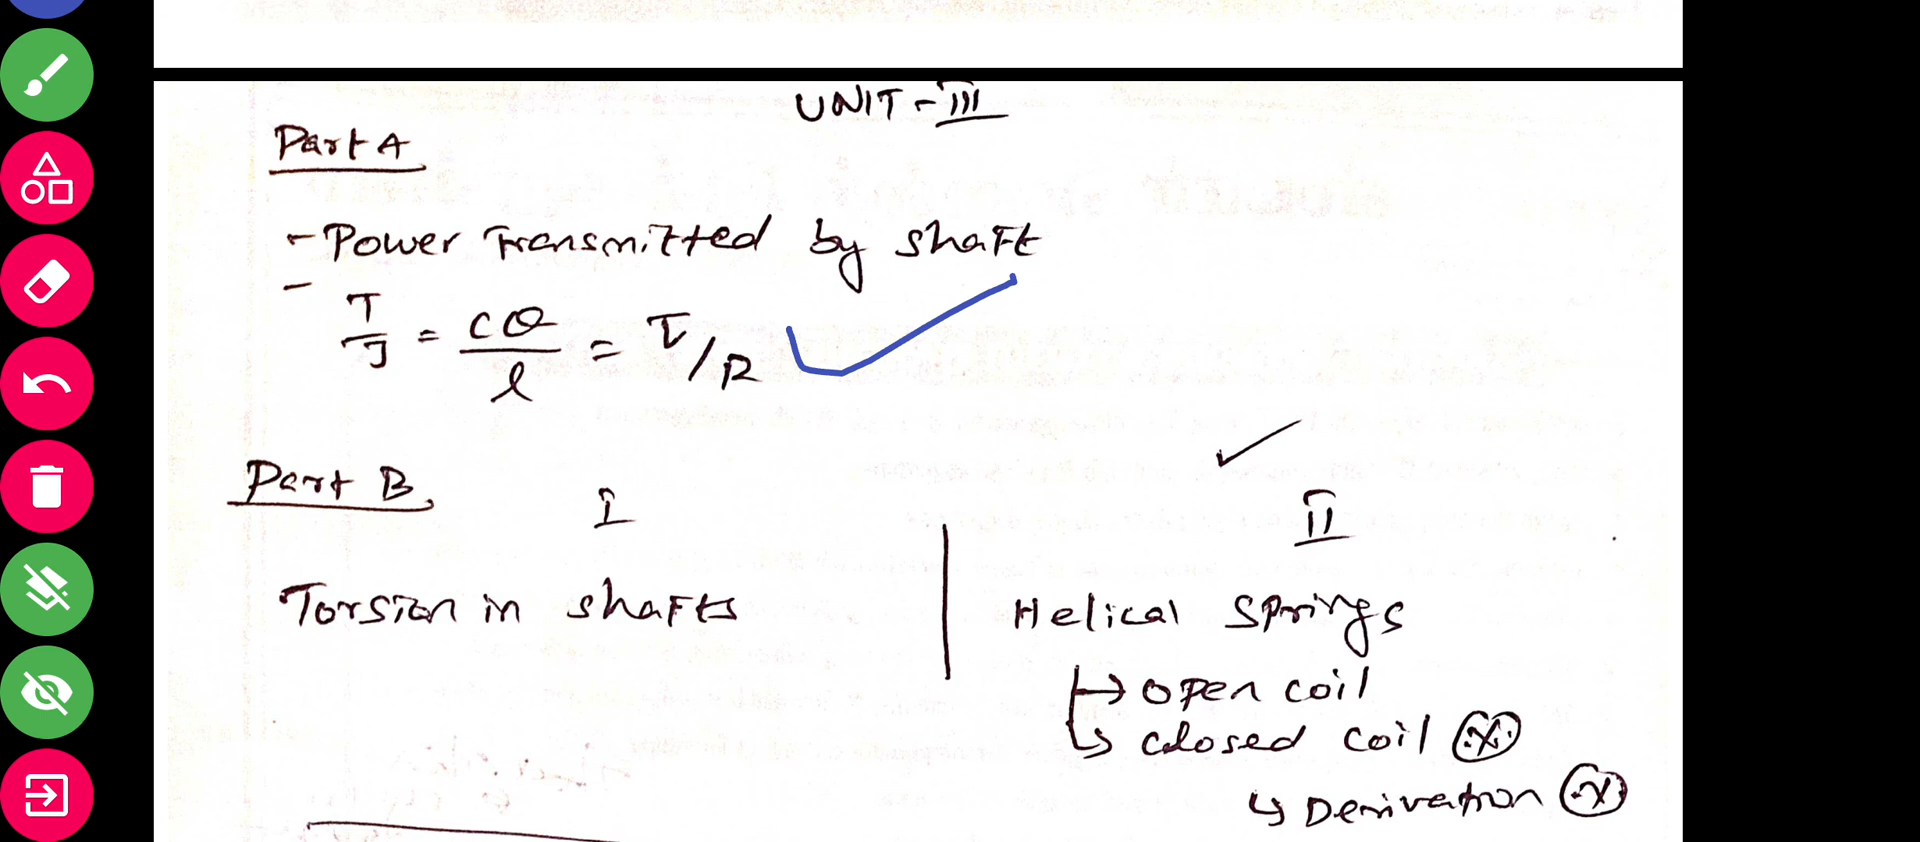 UNIT - III
Part A
- Power Transmitted by shaft
- T/J = Cθ/l = τ/R
Part B
I
II
Torsion in shafts
Helical Springs
↦ open coil
↳ closed coil (※)
↳ Derivation (※)